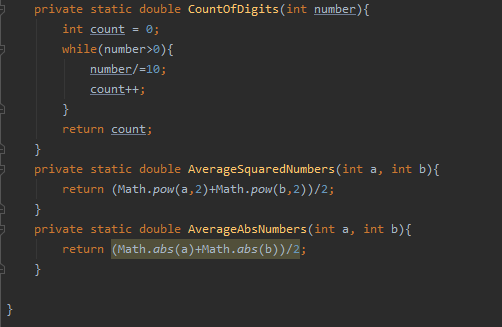 private static double CountOfDigits(int number){
int count = 0;
while(number>0){
number/=10;
count++;
}
return count;
}
private static double AverageSquaredNumbers(int a, int b){
return (Math.pow(a,2)+Math.pow(b,2))/2;
}
private static double AverageAbsNumbers(int a, int b){
return (Math.abs(a)+Math.abs(b))/2;
}
}